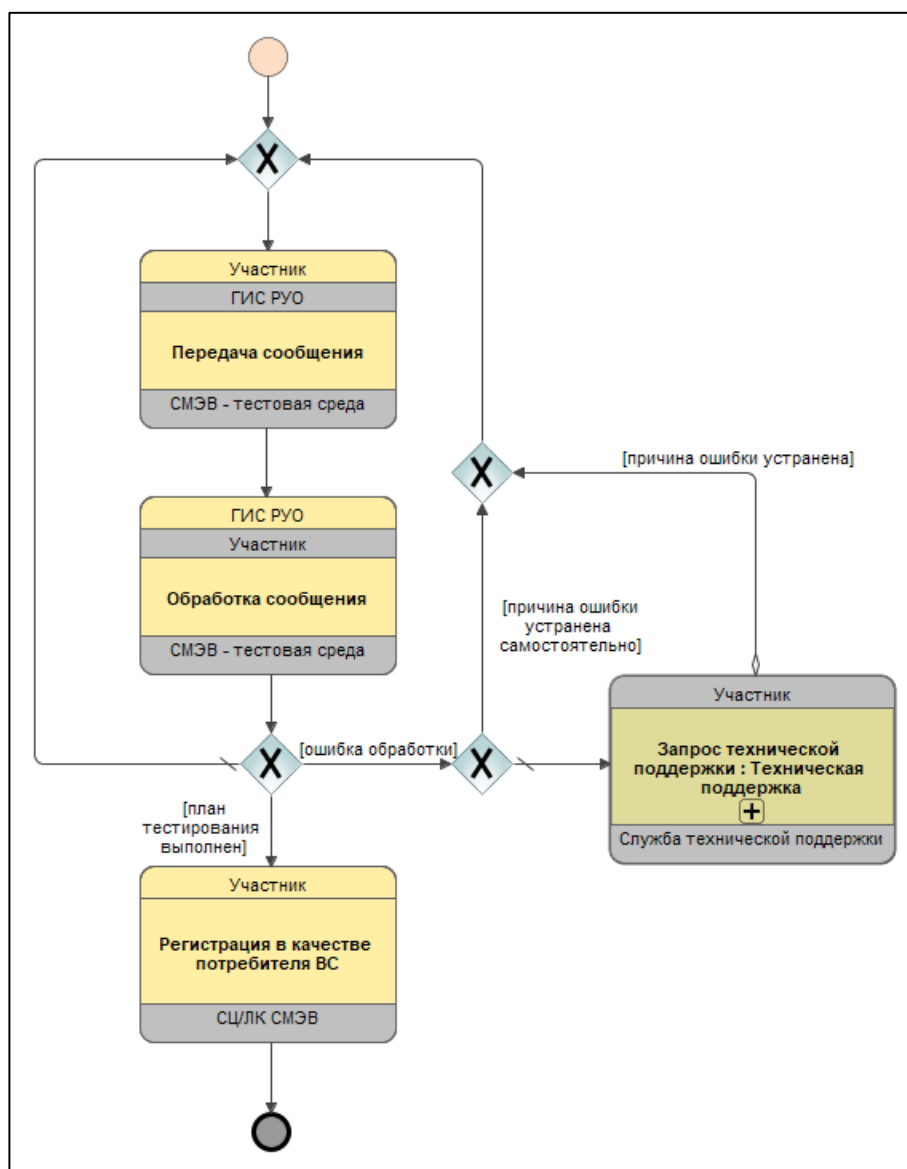 X
Участник
ГИС РУО
Передача сообщения
СМЭВ - тестовая среда
X
[причина ошибки устранена]
ГИС РУО
Участник
Обработка сообщения
СМЭВ - тестовая среда
[причина ошибки
устранена
самостоятельно]
X
[ошибка обработки]
X
Участник
Запрос технической
поддержки : Техническая
поддержка
+
Служба технической поддержки
[план
тестирования
выполнен]
Участник
Регистрация в качестве
потребителя ВС
СЦ/ЛК СМЭВ